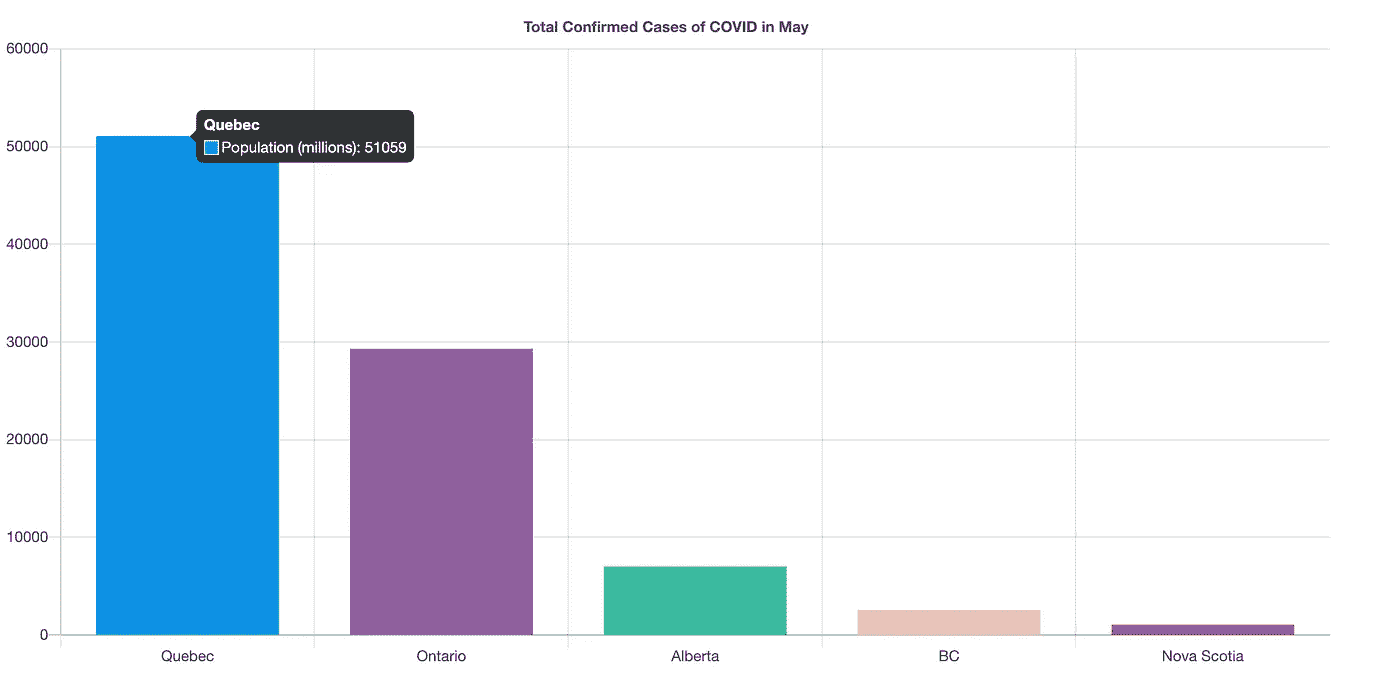 Total Confirmed Cases of COVID in May
60000
50000
40000
30000
20000
10000
0
Quebec
Population (millions): 51059
Quebec
Ontario
Alberta
BC
Nova Scotia